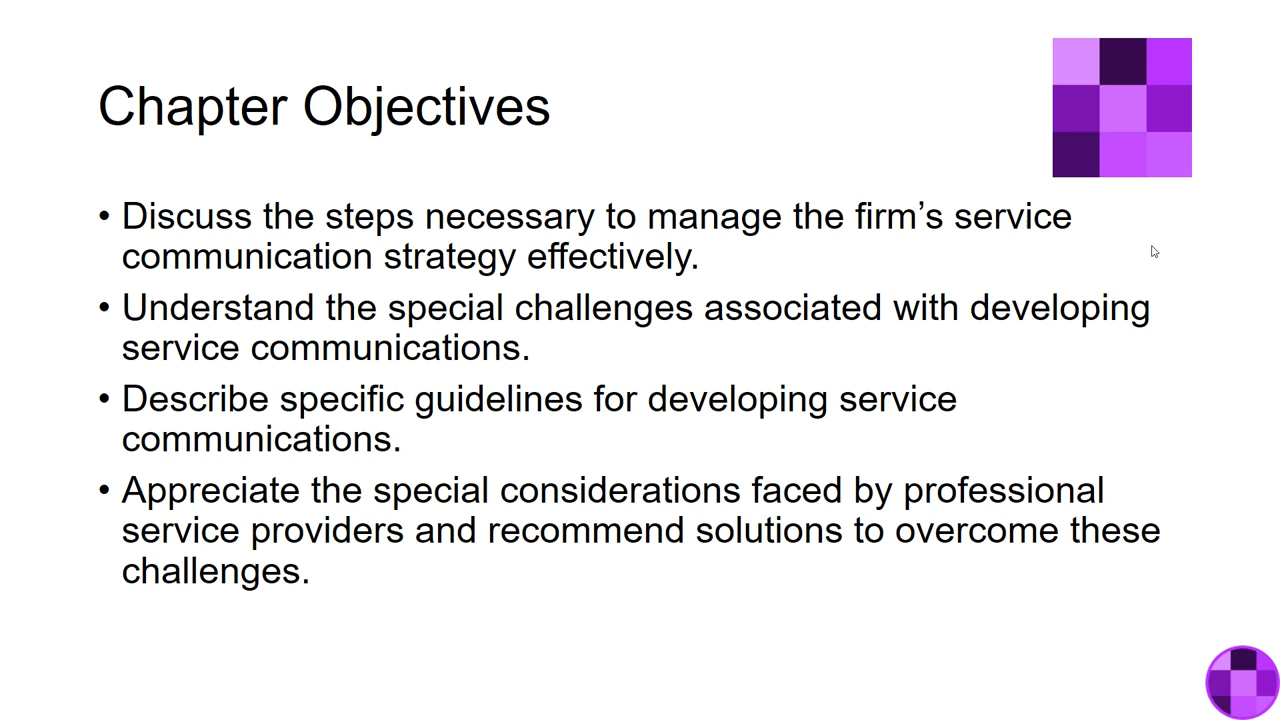 Chapter Objectives
• Discuss the steps necessary to manage the firm’s service
communication strategy effectively.
• Understand the special challenges associated with developing
service communications.
• Describe specific guidelines for developing service
communications.
• Appreciate the special considerations faced by professional
service providers and recommend solutions to overcome these
challenges.